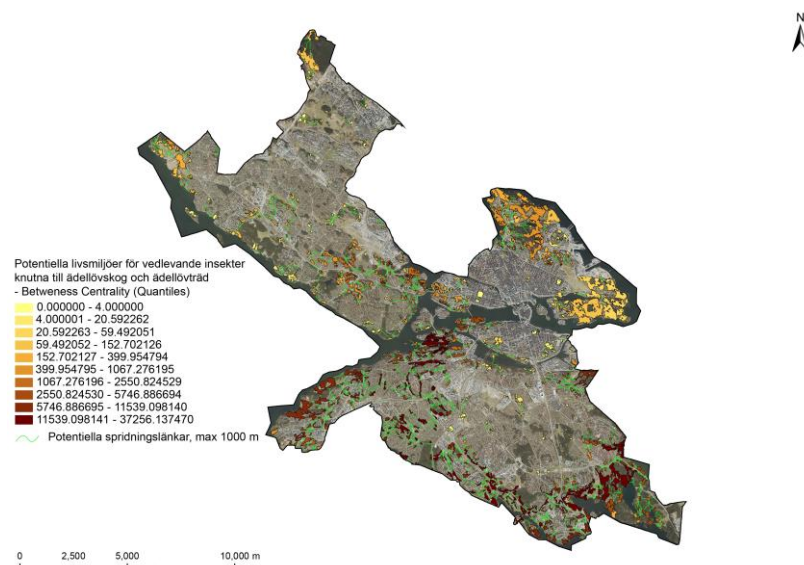 N
Potentiella livsmiljöer för vedlevande insekter
knutna till ädellövskog och ädellövträd
- Betweness Centrality (Quantiles)
0.000000 - 4.000000
4.000001 - 20.592262
20.592263 - 59.492051
59.492052 - 152.702126
152.702127 - 399.954794
399.954795 - 1067.276195
1067.276196 - 2550.824529
2550.824530 - 5746.886694
5746.886695 - 11539.098140
11539.098141 - 37256.137470
Potentiella spridningslänkar, max 1000 m
0 2,500 5,000 10,000 m